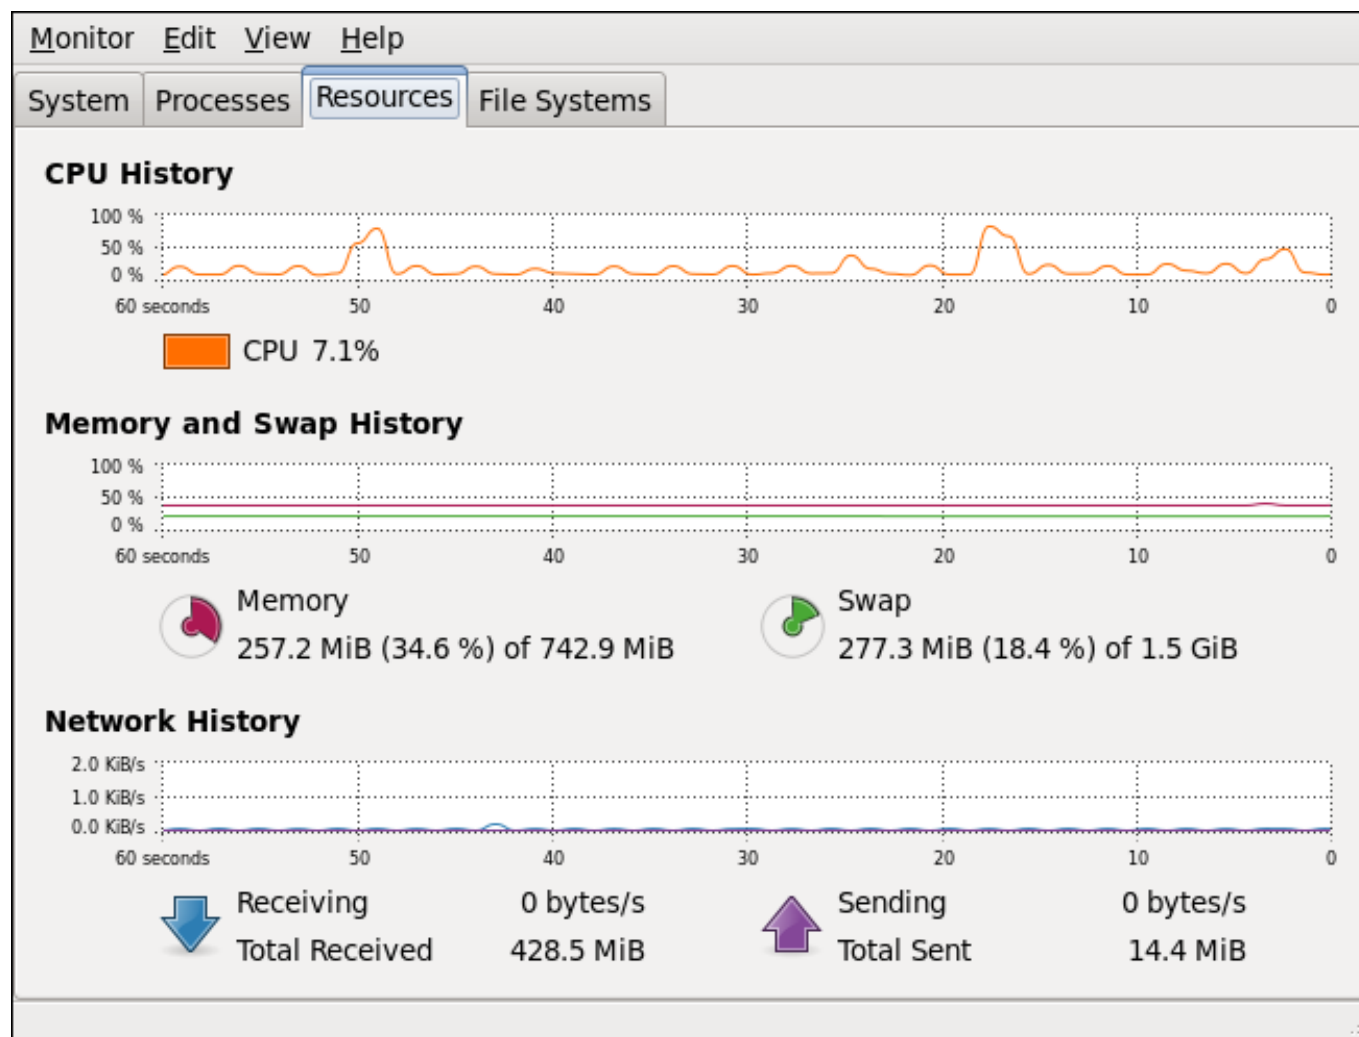 Monitor Edit View Help
System Processes Resources File Systems
CPU History
100 %
50 %
0 %
60 seconds 50 40 30 20 10 0
CPU 7.1%
Memory and Swap History
100 %
50 %
0 %
60 seconds 50 40 30 20 10 0
Memory Swap
257.2 MiB (34.6 %) of 742.9 MiB 277.3 MiB (18.4 %) of 1.5 GiB
Network History
2.0 KiB/s
1.0 KiB/s
0.0 KiB/s
60 seconds 50 40 30 20 10 0
Receiving 0 bytes/s Sending 0 bytes/s
Total Received 428.5 MiB Total Sent 14.4 MiB